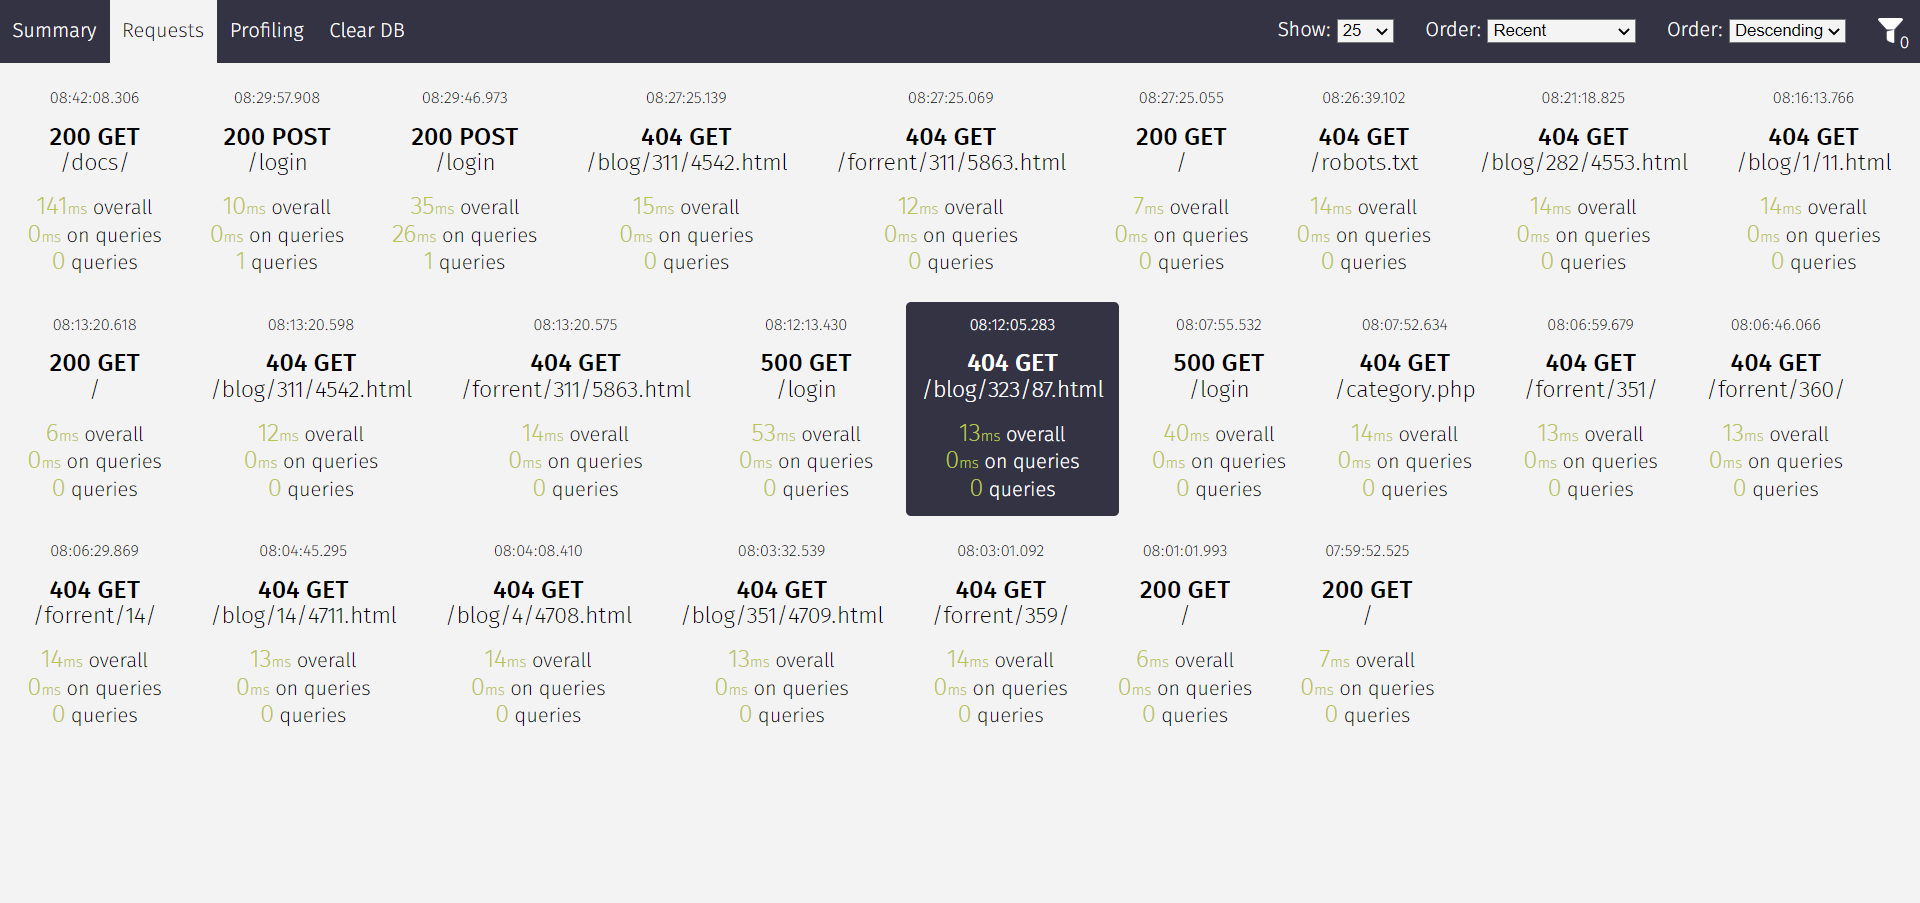 Summary Requests Profiling Clear DB Show: 25 Order: Recent Order: Descending 0
08:42:08.306 08:29:57.908 08:29:46.973 08:27:25.139 08:27:25.069 08:27:25.055 08:26:39.102 08:21:18.825 08:16:13.766
200 GET 200 POST 200 POST 404 GET 404 GET 200 GET 404 GET 404 GET 404 GET
/docs/ /login /login /blog/311/4542.html /forrent/311/5863.html / /robots.txt /blog/282/4553.html /blog/1/11.html
141ms overall 10ms overall 35ms overall 15ms overall 12ms overall 7ms overall 14ms overall 14ms overall 14ms overall
0ms on queries 0ms on queries 26ms on queries 0ms on queries 0ms on queries 0ms on queries 0ms on queries 0ms on queries 0ms on queries
0 queries 1 queries 1 queries 0 queries 0 queries 0 queries 0 queries 0 queries 0 queries
08:13:20.618 08:13:20.598 08:13:20.575 08:12:13.430 08:12:05.283 08:07:55.532 08:07:52.634 08:06:59.679 08:06:46.066
200 GET 404 GET 404 GET 500 GET 404 GET 500 GET 404 GET 404 GET 404 GET
/ /blog/311/4542.html /forrent/311/5863.html /login /blog/323/87.html /login /category.php /forrent/351/ /forrent/360/
6ms overall 12ms overall 14ms overall 53ms overall 13ms overall 40ms overall 14ms overall 13ms overall 13ms overall
0ms on queries 0ms on queries 0ms on queries 0ms on queries 0ms on queries 0ms on queries 0ms on queries 0ms on queries 0ms on queries
0 queries 0 queries 0 queries 0 queries 0 queries 0 queries 0 queries 0 queries 0 queries
08:06:29.869 08:04:45.295 08:04:08.410 08:03:32.539 08:03:01.092 08:01:01.993 07:59:52.525
404 GET 404 GET 404 GET 404 GET 404 GET 200 GET 200 GET
/forrent/14/ /blog/14/4711.html /blog/4/4708.html /blog/351/4709.html /forrent/359/ / /
14ms overall 13ms overall 14ms overall 13ms overall 14ms overall 6ms overall 7ms overall
0ms on queries 0ms on queries 0ms on queries 0ms on queries 0ms on queries 0ms on queries 0ms on queries
0 queries 0 queries 0 queries 0 queries 0 queries 0 queries 0 queries